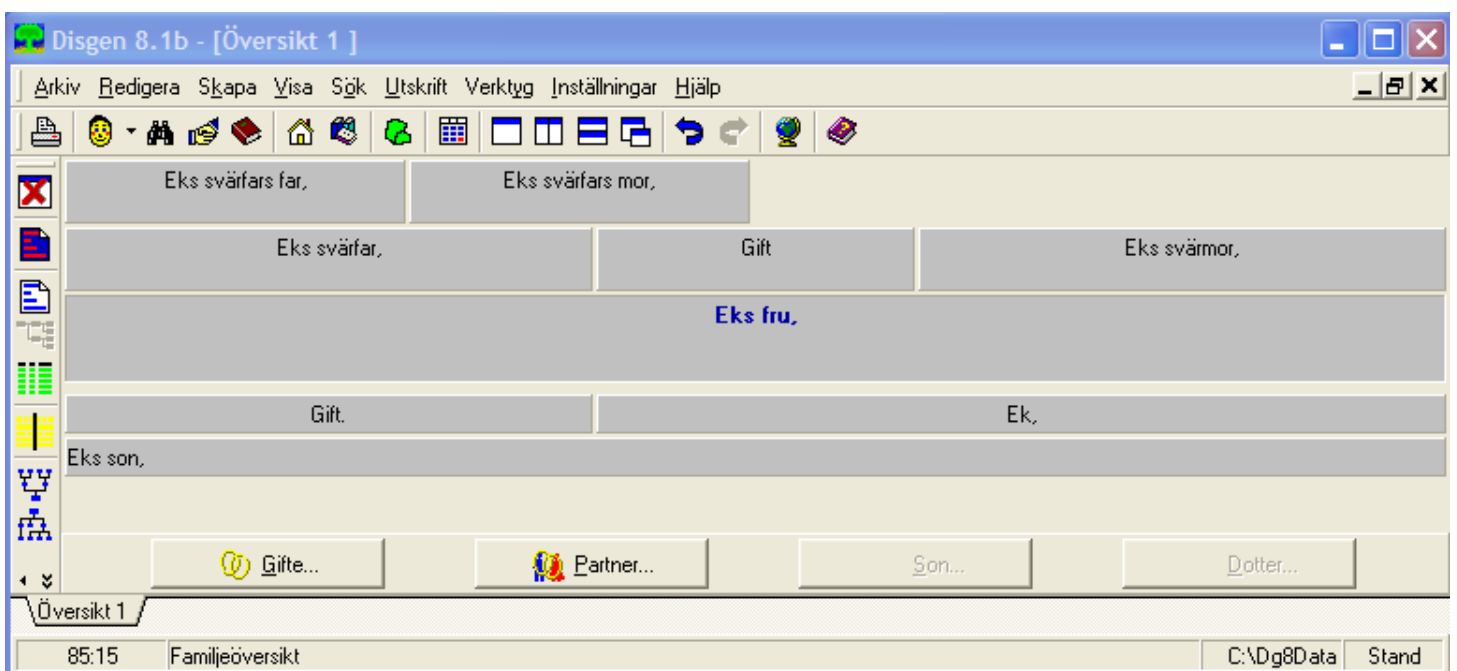 Disgen 8.1b - [Översikt 1 ]
Arkiv Redigera Skapa Visa Sök Utskrift Verktyg Inställningar Hjälp
Eks svärfars far, Eks svärfars mor,
Eks svärfar, Gift Eks svärmor,
Eks fru,
Gift. Ek,
Eks son,
Gifte... Partner... Son... Dotter...
Översikt 1
85:15 Familjeöversikt C:\Dg8Data Stand